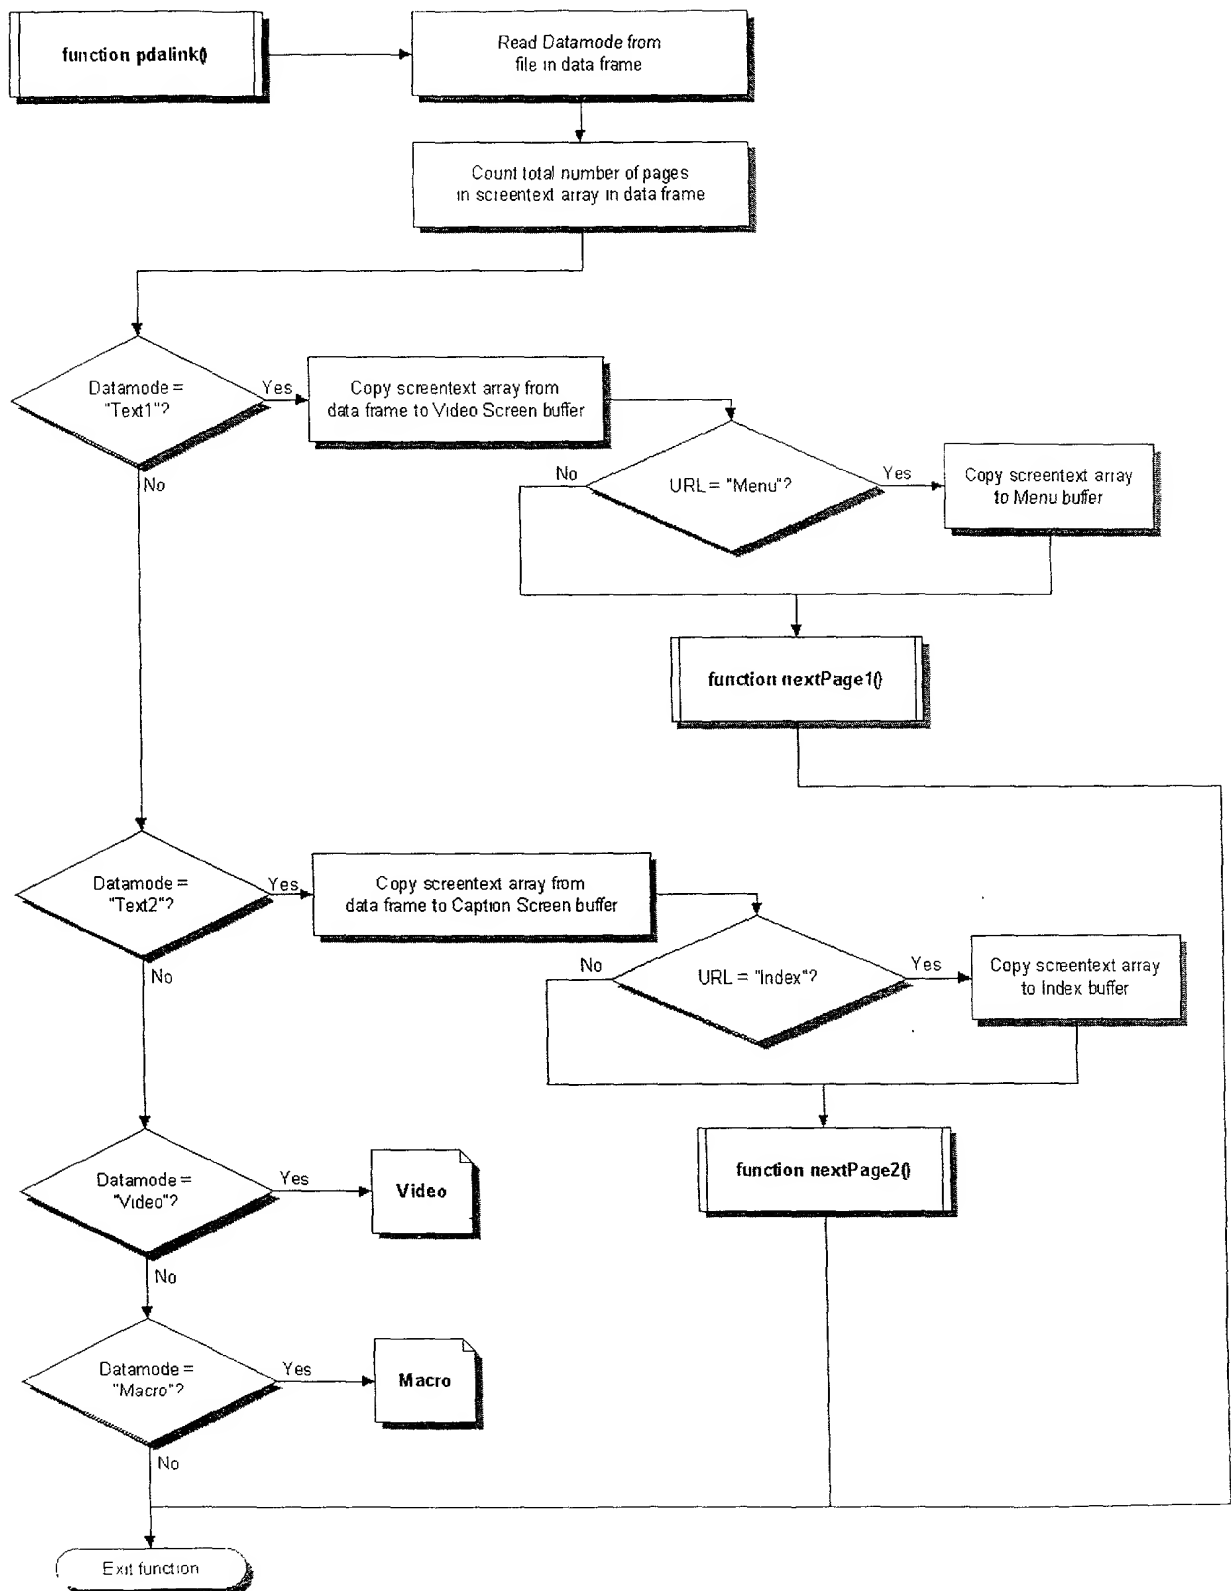 function pdalink()
Read Datamode from
file in data frame
Count total number of pages
in screentext array in data frame
Datamode =
"Text1"?
Yes
No
Copy screentext array from
data frame to Video Screen buffer
URL = "Menu"?
No
Yes
Copy screentext array
to Menu buffer
function nextPage1()
Datamode =
"Text2"?
Yes
No
Copy screentext array from
data frame to Caption Screen buffer
URL = "Index"?
No
Yes
Copy screentext array
to Index buffer
function nextPage2()
Datamode =
"Video"?
Yes
No
Video
Datamode =
"Macro"?
Yes
No
Macro
Exit function